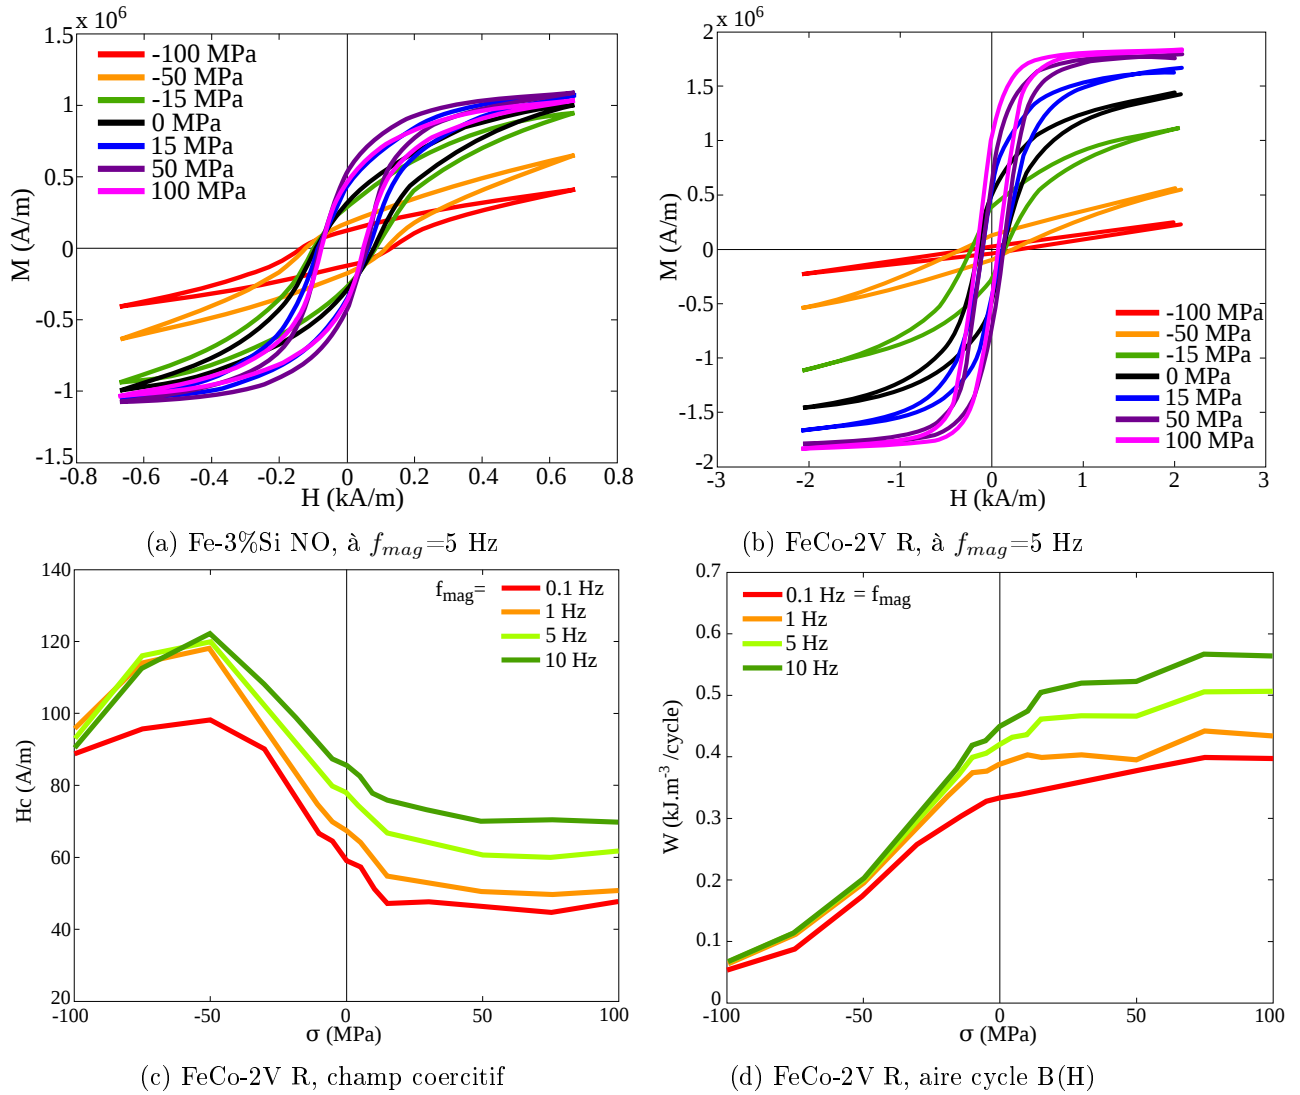 x 10⁶
1.5
1
0.5
0
-0.5
-1
-1.5
M (A/m)
-100 MPa
-50 MPa
-15 MPa
0 MPa
15 MPa
50 MPa
100 MPa
-0.8 -0.6 -0.4 -0.2 0 0.2 0.4 0.6 0.8
H (kA/m)
(a) Fe-3%Si NO, à fmag=5 Hz
x 10⁶
2
1.5
1
0.5
0
-0.5
-1
-1.5
-2
M (A/m)
-100 MPa
-50 MPa
-15 MPa
0 MPa
15 MPa
50 MPa
100 MPa
-3 -2 -1 0 1 2 3
H (kA/m)
(b) FeCo-2V R, à fmag=5 Hz
140
120
100
80
60
40
20
Hc (A/m)
fmag= 0.1 Hz
1 Hz
5 Hz
10 Hz
-100 -50 0 50 100
σ (MPa)
(c) FeCo-2V R, champ coercitif
0.7
0.6
0.5
0.4
0.3
0.2
0.1
0
W (kJ.m⁻³/cycle)
0.1 Hz = fmag
1 Hz
5 Hz
10 Hz
-100 -50 0 50 100
σ (MPa)
(d) FeCo-2V R, aire cycle B(H)